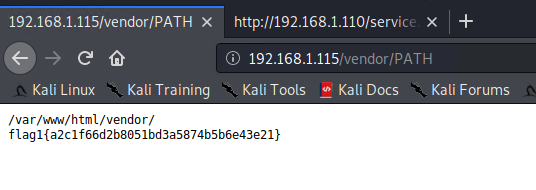 192.168.1.115/vendor/PATH
http://192.168.1.110/service
192.168.1.115/vendor/PATH
Kali Linux Kali Training Kali Tools Kali Docs Kali Forums
/var/www/html/vendor/
flag1{a2c1f66d2b8051bd3a5874b5b6e43e21}